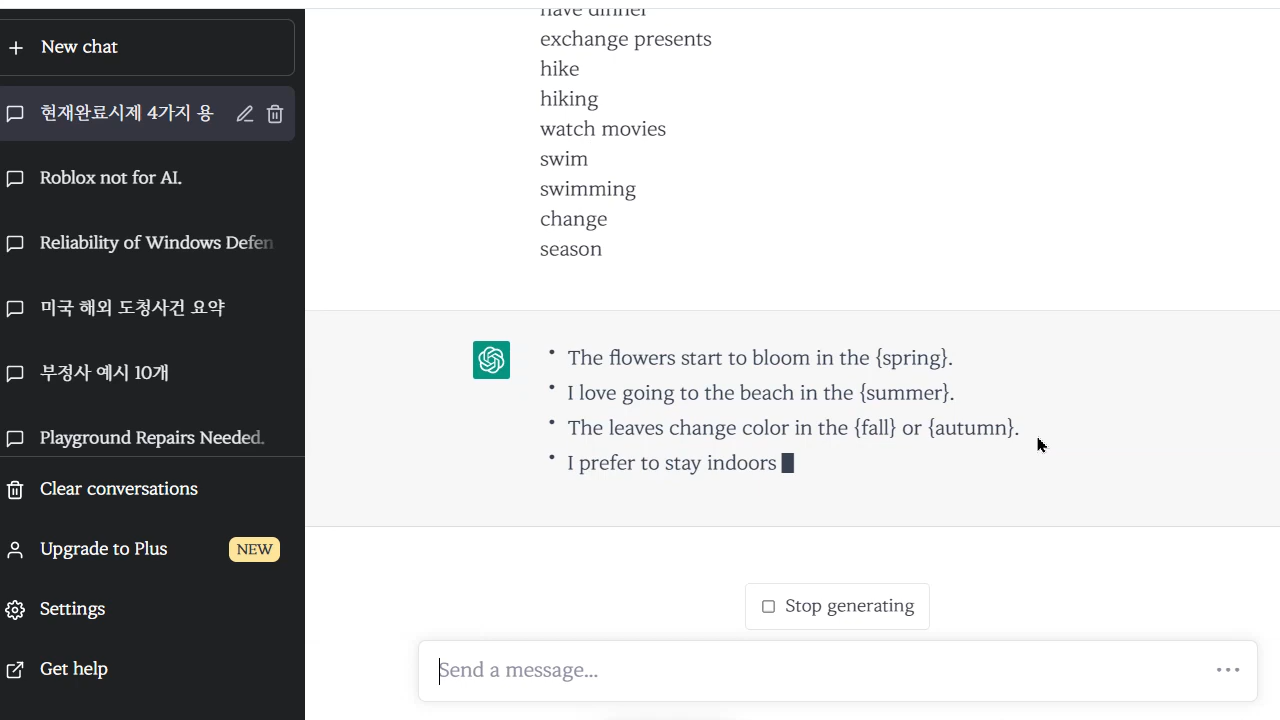 New chat
현재완료시제 4가지 용
Roblox not for AI.
Reliability of Windows Defen
미국 해외 도청사건 요약
부정사 예시 10개
Playground Repairs Needed.
Clear conversations
Upgrade to Plus NEW
Settings
Get help
have dinner
exchange presents
hike
hiking
watch movies
swim
swimming
change
season
• The flowers start to bloom in the {spring}.
• I love going to the beach in the {summer}.
• The leaves change color in the {fall} or {autumn}.
• I prefer to stay indoors
Stop generating
Send a message...